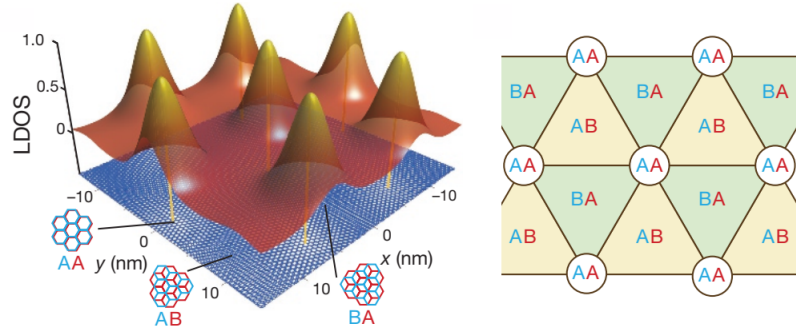 LDOS
1.0
0.5
0
−10
0
10
y (nm)
−10
0
10
x (nm)
AA
AB
BA
AA AA
BA BA BA
AB AB
AA AA AA
BA BA
AB AB AB
AA AA